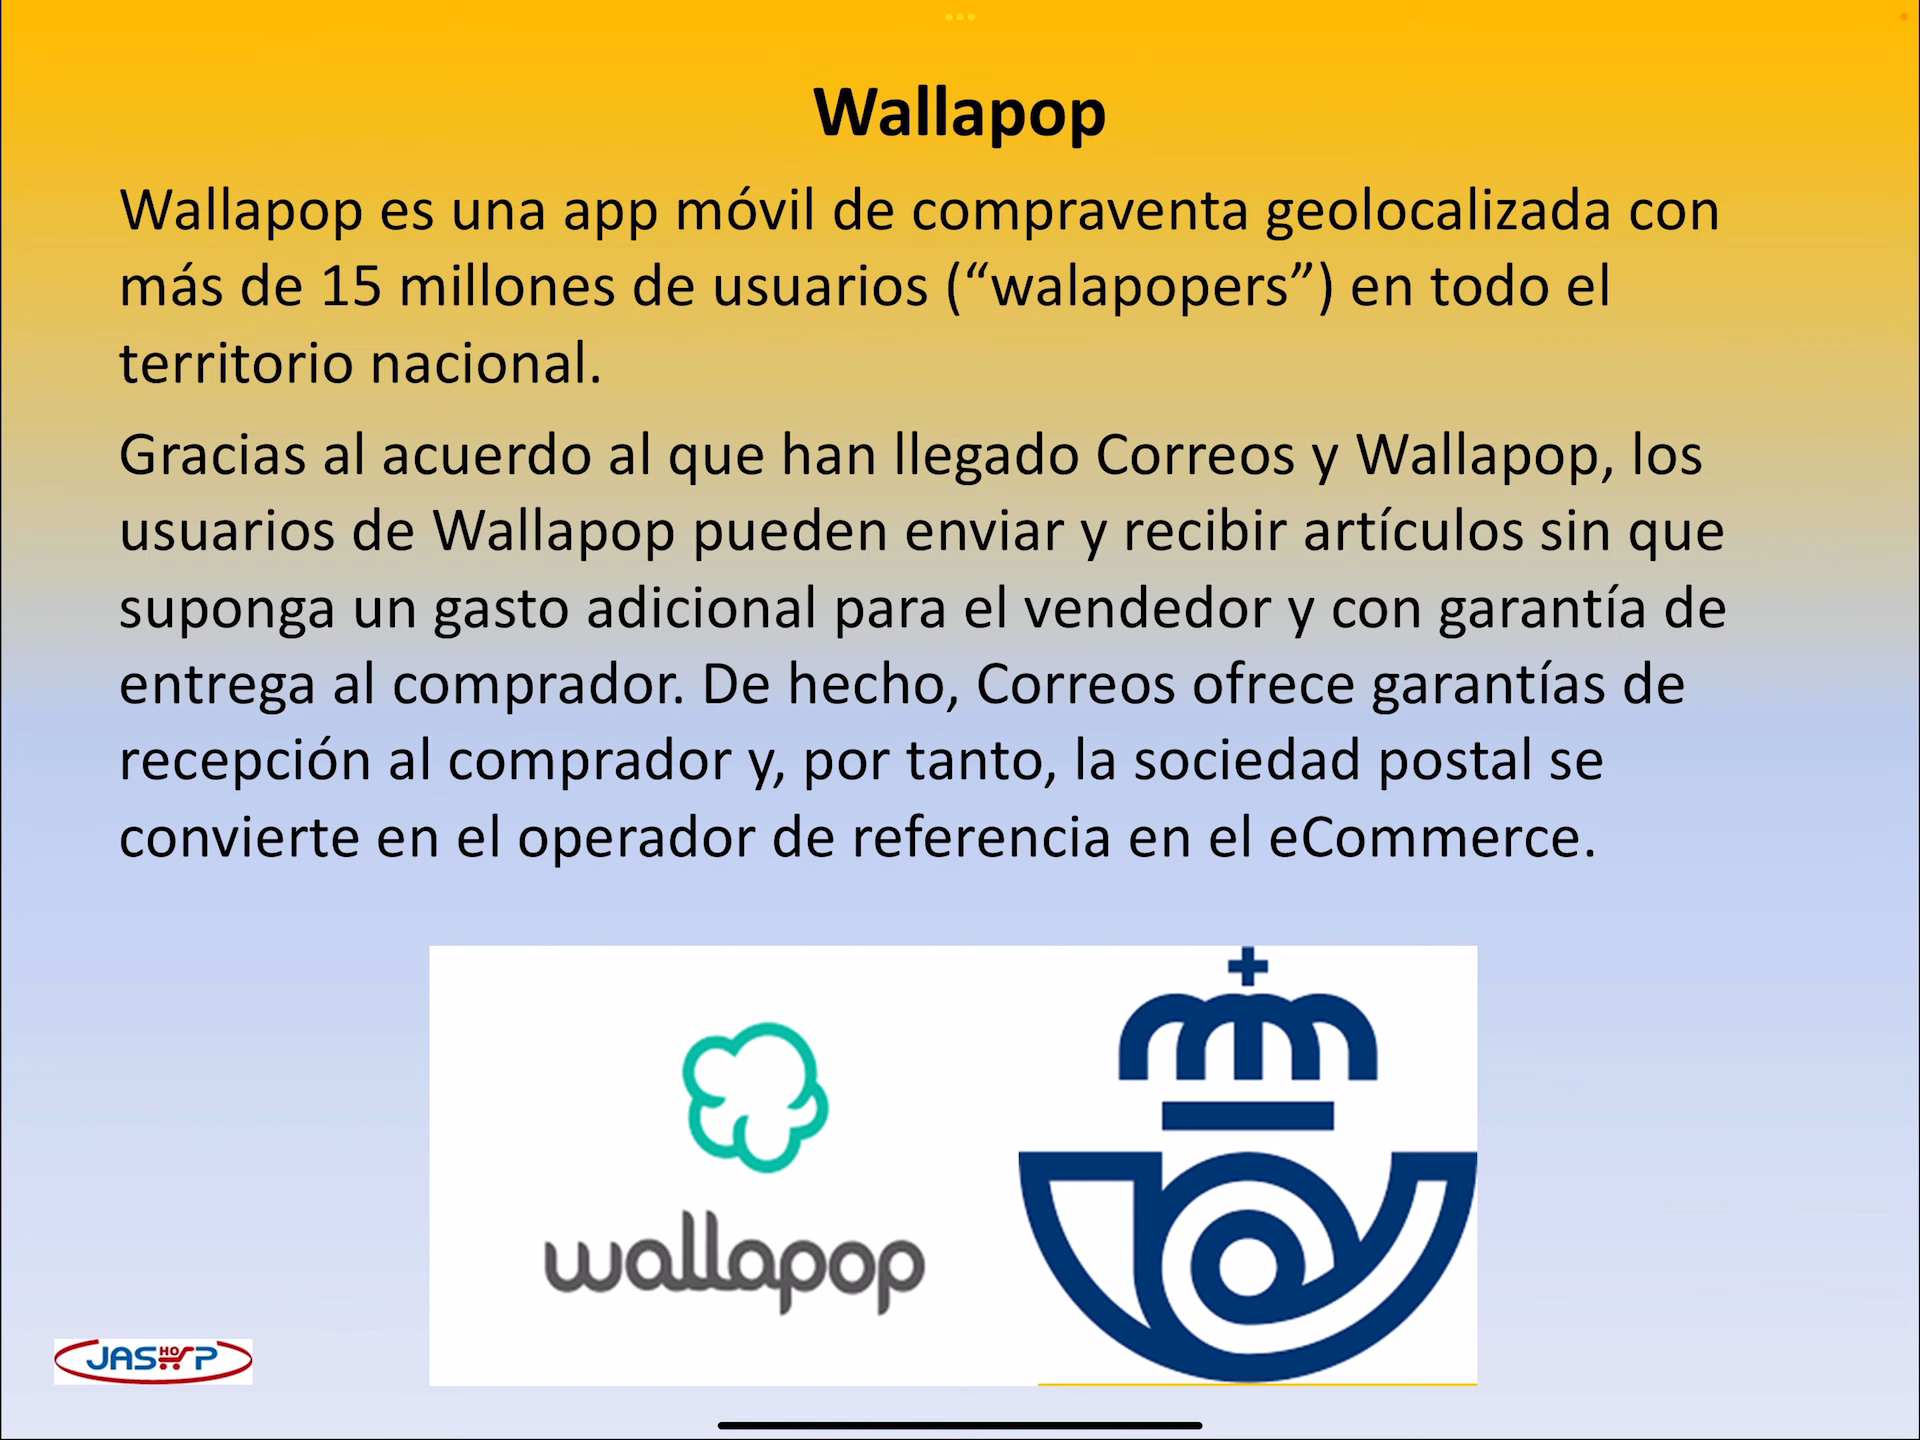 Wallapop
Wallapop es una app móvil de compraventa geolocalizada con
más de 15 millones de usuarios (“walapopers”) en todo el
territorio nacional.
Gracias al acuerdo al que han llegado Correos y Wallapop, los
usuarios de Wallapop pueden enviar y recibir artículos sin que
suponga un gasto adicional para el vendedor y con garantía de
entrega al comprador. De hecho, Correos ofrece garantías de
recepción al comprador y, por tanto, la sociedad postal se
convierte en el operador de referencia en el eCommerce.
wallapop
JASHOP